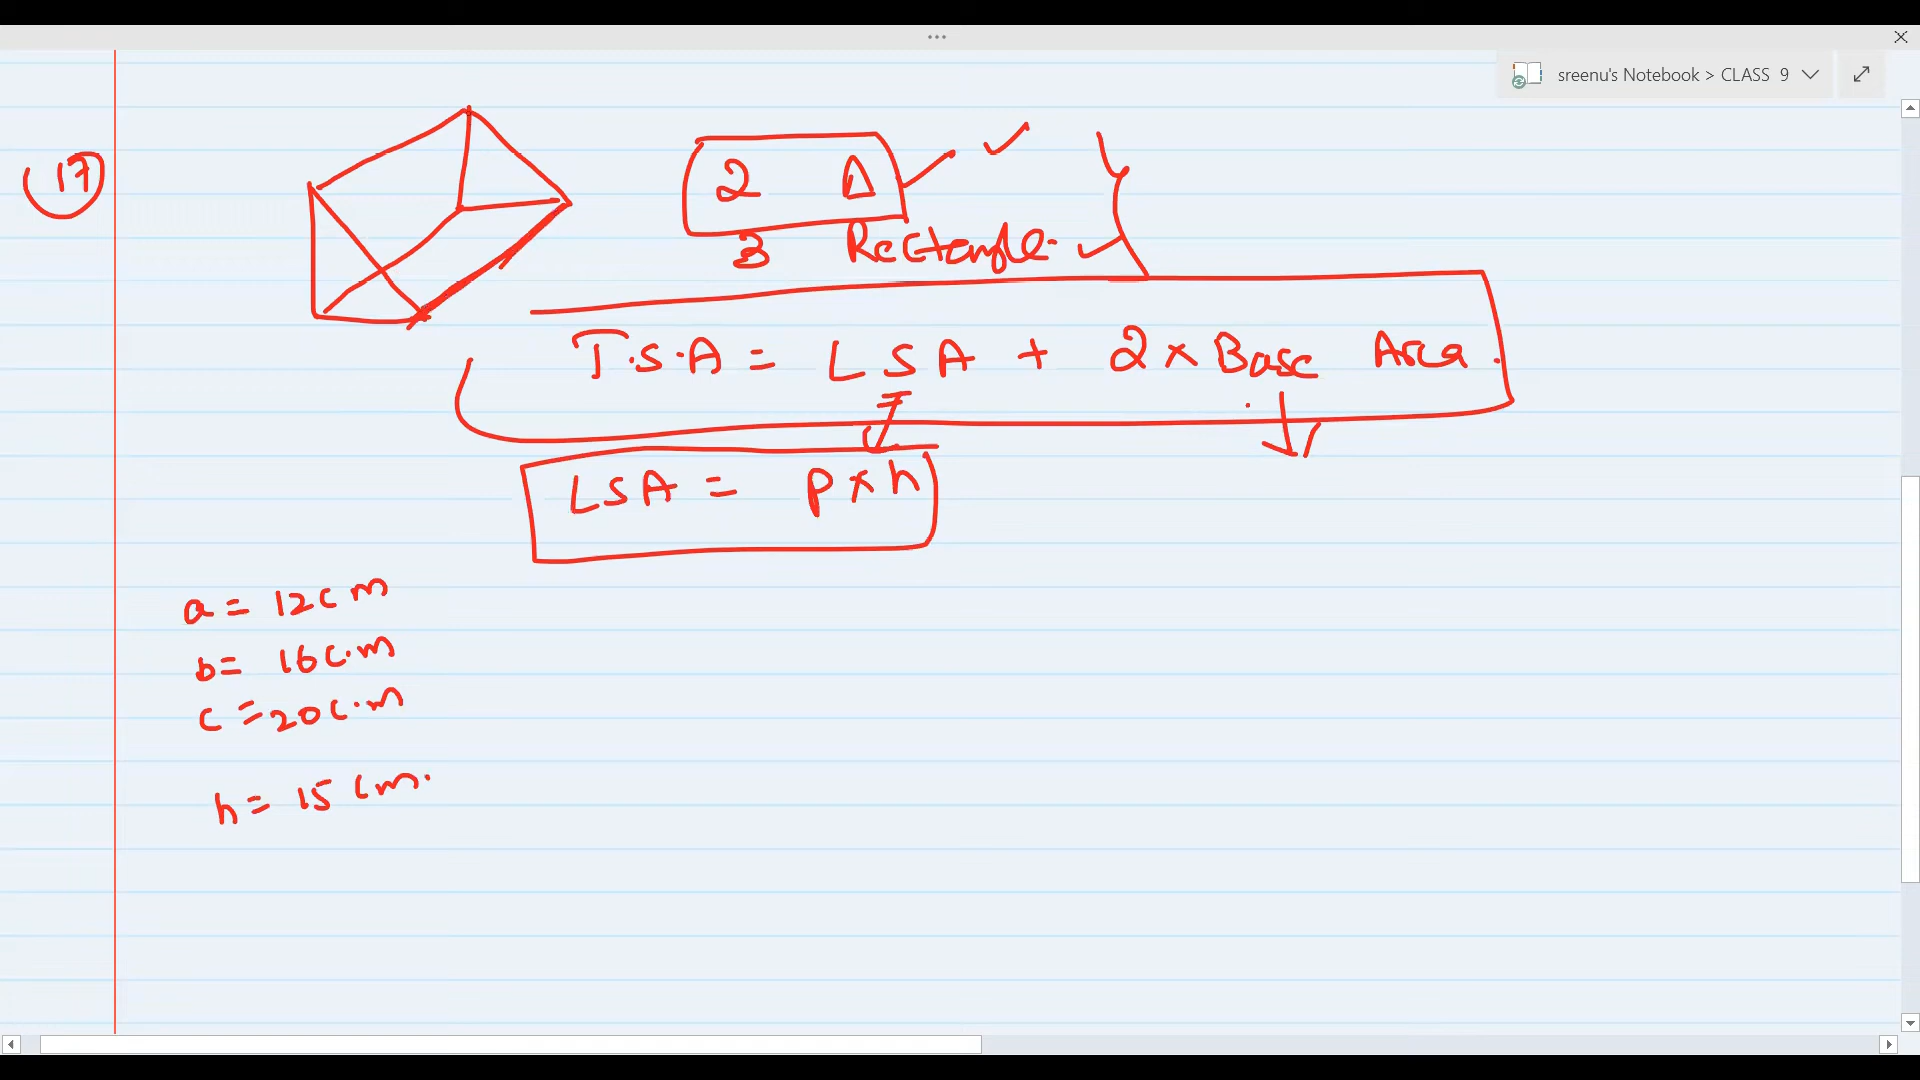 sreenu's Notebook > CLASS 9
17
2 Δ
3 Rectangle.
T.S.A = LSA + 2 x Base Area.
LSA = P x h
a = 12cm
b = 16c.m
c = 20c.m
h = 15 cm.